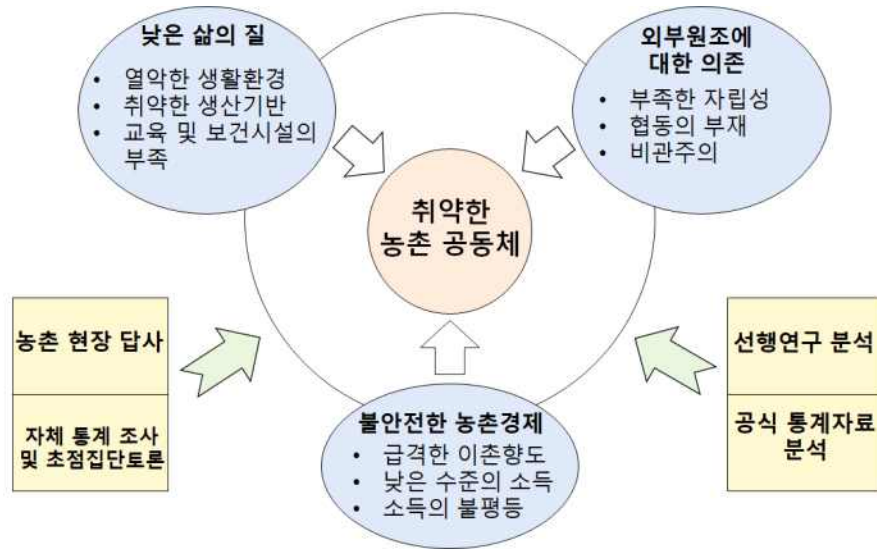 낮은 삶의 질
• 열악한 생활환경
• 취약한 생산기반
• 교육 및 보건시설의
부족
외부원조에
대한 의존
• 부족한 자립성
• 협동의 부재
• 비관주의
취약한
농촌 공동체
농촌 현장 답사
자체 통계 조사
및 초점집단토론
선행연구 분석
공식 통계자료
분석
불안전한 농촌경제
• 급격한 이촌향도
• 낮은 수준의 소득
• 소득의 불평등